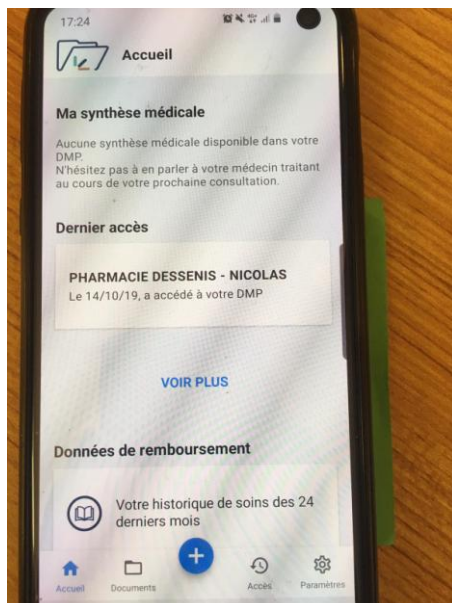 17:24
Accueil
Ma synthèse médicale
Aucune synthèse médicale disponible dans votre
DMP.
N'hésitez pas à en parler à votre médecin traitant
au cours de votre prochaine consultation.
Dernier accès
PHARMACIE DESSENIS - NICOLAS
Le 14/10/19, a accédé à votre DMP
VOIR PLUS
Données de remboursement
Votre historique de soins des 24
derniers mois
Accueil Documents Accès Paramètres